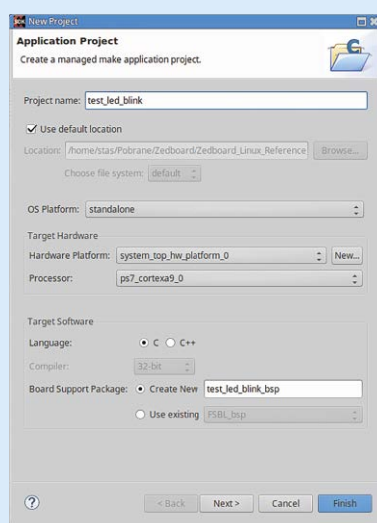 New Project
Application Project
Create a managed make application project.
Project name: test_led_blink
Use default location
Location: /home/stas/Pobrane/Zedboard/Zedboard_Linux_Reference Browse...
Choose file system: default
OS Platform: standalone
Target Hardware
Hardware Platform: system_top_hw_platform_0 New...
Processor: ps7_cortexa9_0
Target Software
Language: C C++
Compiler: 32-bit
Board Support Package: Create New test_led_blink_bsp
Use existing FSBL_bsp
? < Back Next > Cancel Finish